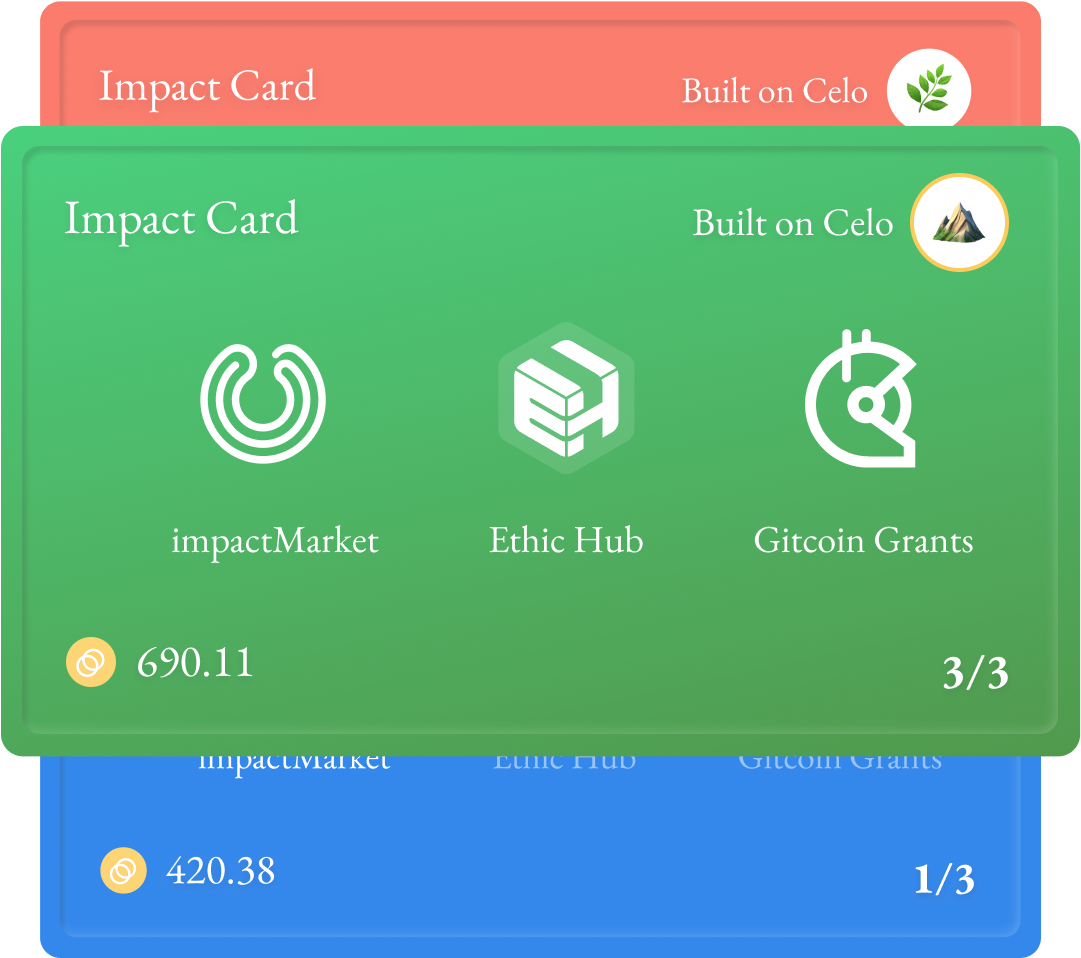 Impact Card
Built on Celo
Impact Card
Built on Celo
impactMarket
Ethic Hub
Gitcoin Grants
690.11
3/3
impactMarket
Ethic Hub
Gitcoin Grants
420.38
1/3